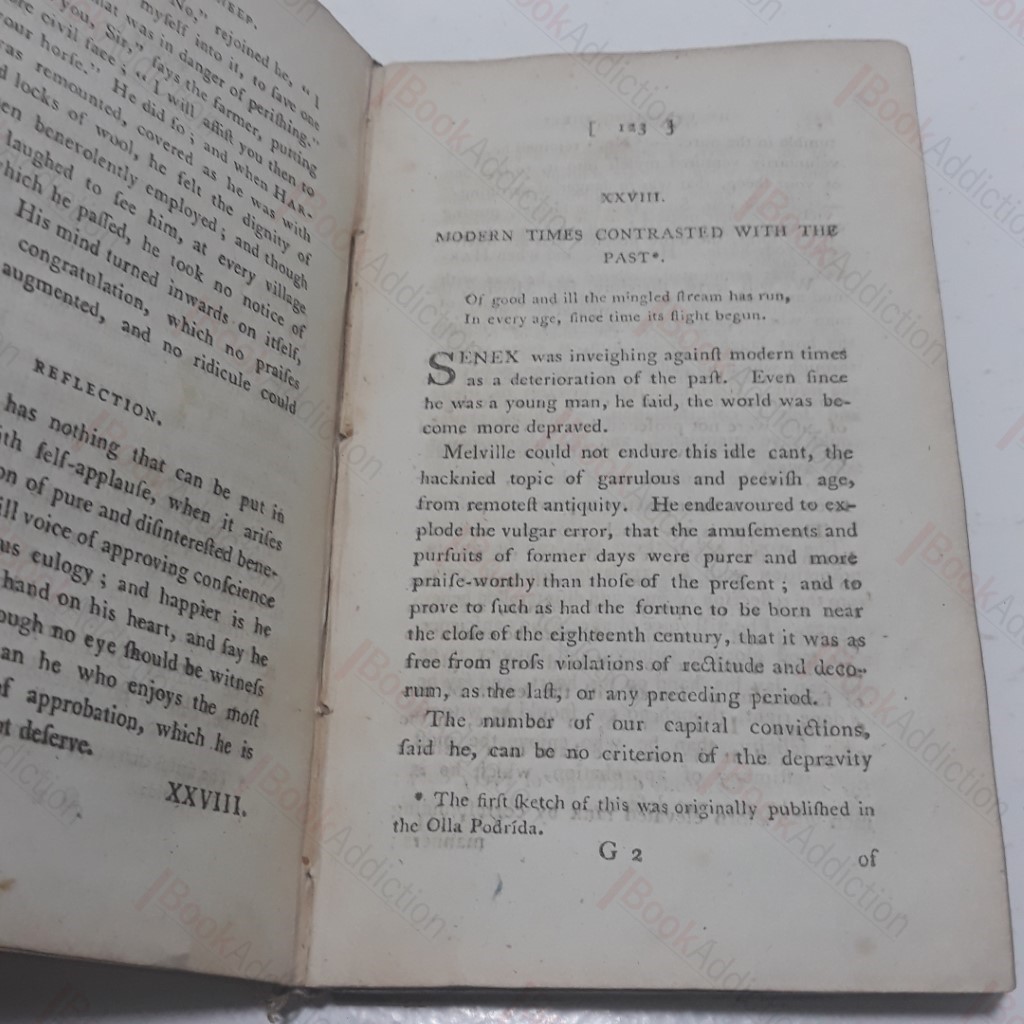 HEEP.
No," rejoined he, "I
myſelf into it, to ſave one
that was in danger of periſhing."
you, Sir," ſays the farmer, putting
re civil face; "I will aſſiſt you then to
your horſe." He did ſo; and when HAR-
was remounted, covered as he was with
d locks of wool, he felt the dignity of
en benevolently employed; and though
laughed to ſee him, at every village
which he paſſed, he took no notice of
His mind turned inwards on itſelf,
congratulation, which no praiſes
augmented, and no ridicule could
REFLECTION.
has nothing that can be put in
ith ſelf-applauſe, when it ariſes
on of pure and diſintereſted bene-
ill voice of approving conſcience
us eulogy; and happier is he
hand on his heart, and ſay he
ough no eye ſhould be witneſs
an he who enjoys the moſt
of approbation, which he is
ot deſerve.
XXVIII.
[ 123 ]
XXVIII.
MODERN TIMES CONTRASTED WITH THE
PAST*.
Of good and ill the mingled ſtream has run,
In every age, ſince time its flight begun.
SENEX was inveighing againſt modern times
as a deterioration of the paſt. Even ſince
he was a young man, he ſaid, the world was be-
come more depraved.
Melville could not endure this idle cant, the
hacknied topic of garrulous and peeviſh age,
from remoteſt antiquity. He endeavoured to ex-
plode the vulgar error, that the amuſements and
purſuits of former days were purer and more
praiſe-worthy than thoſe of the preſent; and to
prove to ſuch as had the fortune to be born near
the cloſe of the eighteenth century, that it was as
free from groſs violations of rectitude and deco-
rum, as the laſt, or any preceding period.
The number of our capital convictions,
ſaid he, can be no criterion of the depravity
* The firſt ſketch of this was originally publiſhed in
the Olla Podrída.
G 2
of